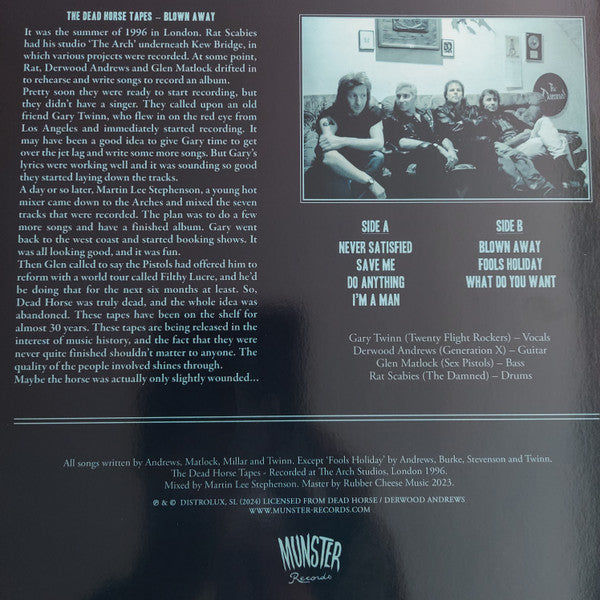 THE DEAD HORSE TAPES – BLOWN AWAY
It was the summer of 1996 in London. Rat Scabies
had his studio ‘The Arch’ underneath Kew Bridge, in
which various projects were recorded. At some point,
Rat, Derwood Andrews and Glen Matlock drifted in
to rehearse and write songs to record an album.
Pretty soon they were ready to start recording, but
they didn’t have a singer. They called upon an old
friend Gary Twinn, who flew in on the red eye from
Los Angeles and immediately started recording. It
may have been a good idea to give Gary time to get
over the jet lag and write some more songs. But Gary’s
lyrics were working well and it was sounding so good
they started laying down the tracks.
A day or so later, Martin Lee Stephenson, a young hot
mixer came down to the Arches and mixed the seven
tracks that were recorded. The plan was to do a few
more songs and have a finished album. Gary went
back to the west coast and started booking shows. It
was all looking good, and it was fun.
Then Glen called to say the Pistols had offered him to
reform with a world tour called Filthy Lucre, and he’d
be doing that for the next six months at least. So,
Dead Horse was truly dead, and the whole idea was
abandoned. These tapes have been on the shelf for
almost 30 years. These tapes are being released in the
interest of music history, and the fact that they were
never quite finished shouldn’t matter to anyone. The
quality of the people involved shines through.
Maybe the horse was actually only slightly wounded...
The
Damned
SIDE A
NEVER SATISFIED
SAVE ME
DO ANYTHING
I’M A MAN
SIDE B
BLOWN AWAY
FOOLS HOLIDAY
WHAT DO YOU WANT
Gary Twinn (Twenty Flight Rockers) – Vocals
Derwood Andrews (Generation X) – Guitar
Glen Matlock (Sex Pistols) – Bass
Rat Scabies (The Damned) – Drums
All songs written by Andrews, Matlock, Millar and Twinn. Except ‘Fools Holiday’ by Andrews, Burke, Stevenson and Twinn.
The Dead Horse Tapes - Recorded at The Arch Studios, London 1996.
Mixed by Martin Lee Stephenson. Master by Rubber Cheese Music 2023.
℗ & © DISTROLUX, SL (2024) LICENSED FROM DEAD HORSE / DERWOOD ANDREWS
WWW.MUNSTER-RECORDS.COM
MUNSTER
Records